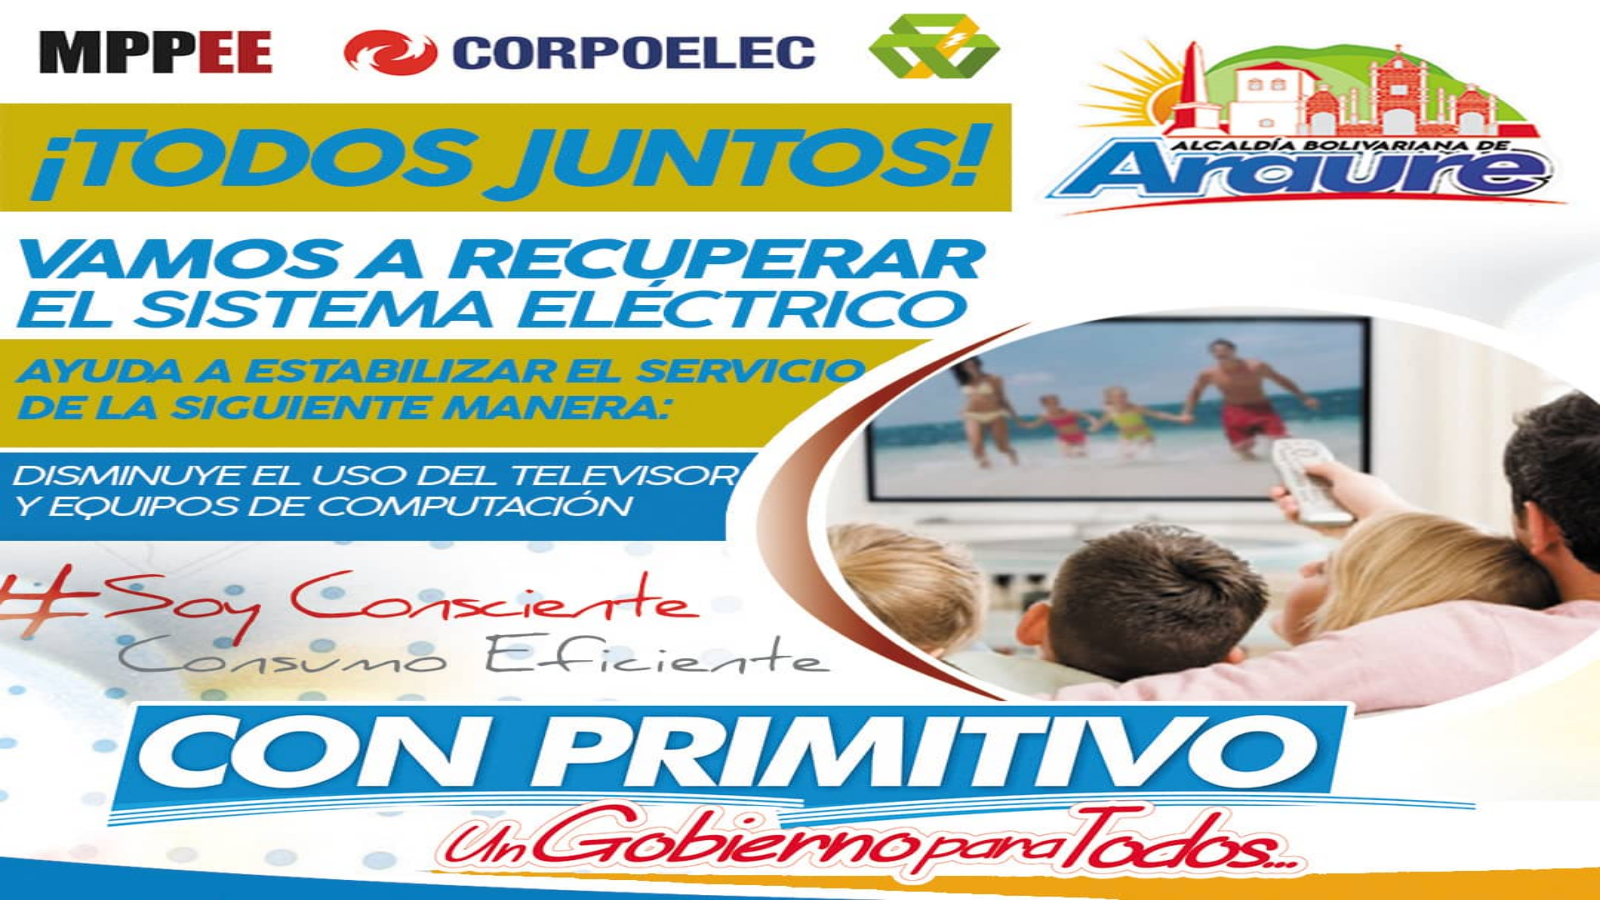 MPPEE
CORPOELEC
ALCALDÍA BOLIVARIANA DE
Araure
¡TODOS JUNTOS!
VAMOS A RECUPERAR
EL SISTEMA ELÉCTRICO
AYUDA A ESTABILIZAR EL SERVICIO
DE LA SIGUIENTE MANERA:
DISMINUYE EL USO DEL TELEVISOR
Y EQUIPOS DE COMPUTACIÓN
#Soy Consciente
Consumo Eficiente
CON PRIMITIVO
Un Gobierno para Todos...